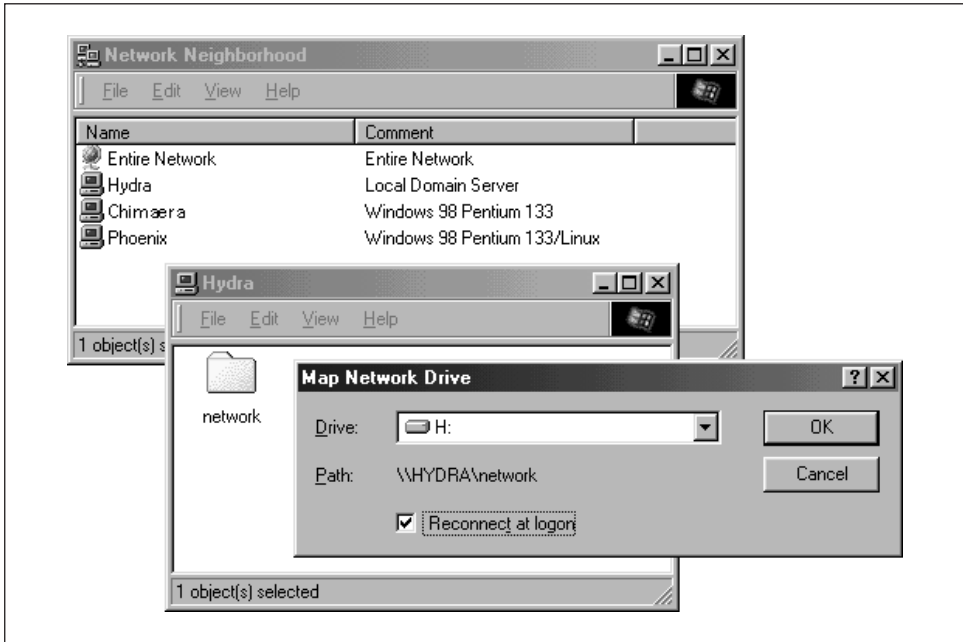 Network Neighborhood
File Edit View Help
Name Comment
Entire Network Entire Network
Hydra Local Domain Server
Chimaera Windows 98 Pentium 133
Phoenix Windows 98 Pentium 133/Linux
1 object(s) s
Hydra
File Edit View Help
network
1 object(s) selected
Map Network Drive
Drive: H: OK
Path: \\HYDRA\network Cancel
Reconnect at logon